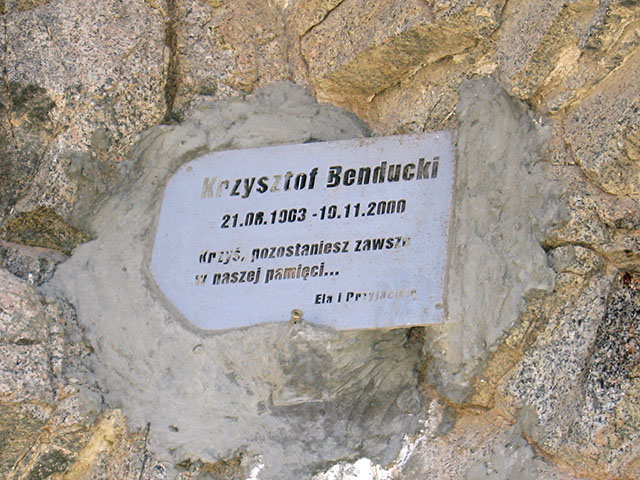 Krzysztof Benducki
21.08.1963 - 19.11.2000
Krzyś, pozostaniesz zawsze
w naszej pamięci...
Ela i Przyjaciele